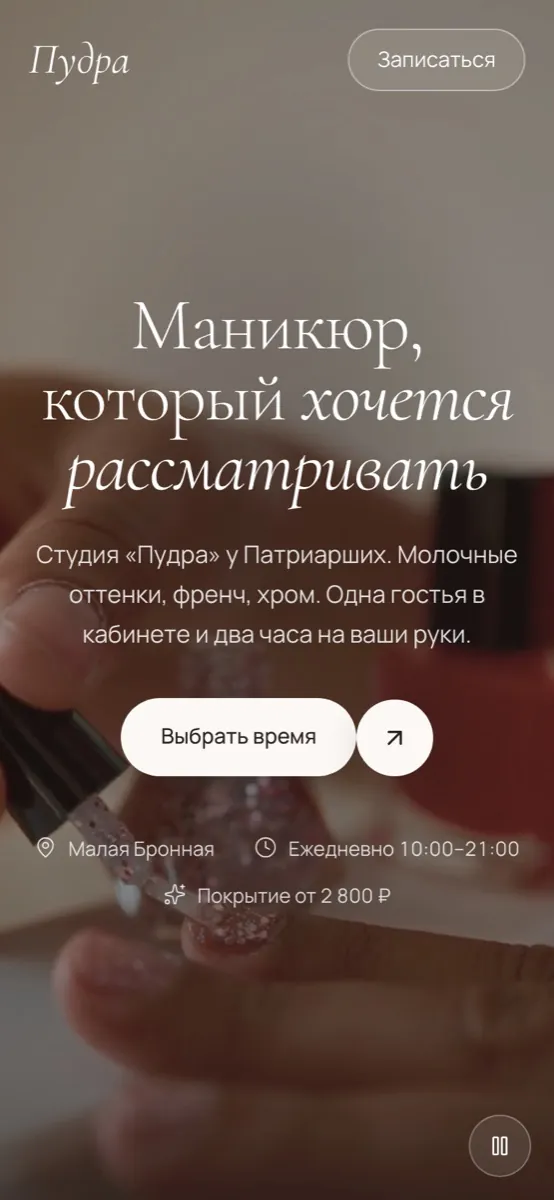 Пудра
Записаться
Маникюр,
который хочется
рассматривать
Студия «Пудра» у Патриарших. Молочные
оттенки, френч, хром. Одна гостья в
кабинете и два часа на ваши руки.
Выбрать время
Малая Бронная
Ежедневно 10:00–21:00
Покрытие от 2 800 ₽